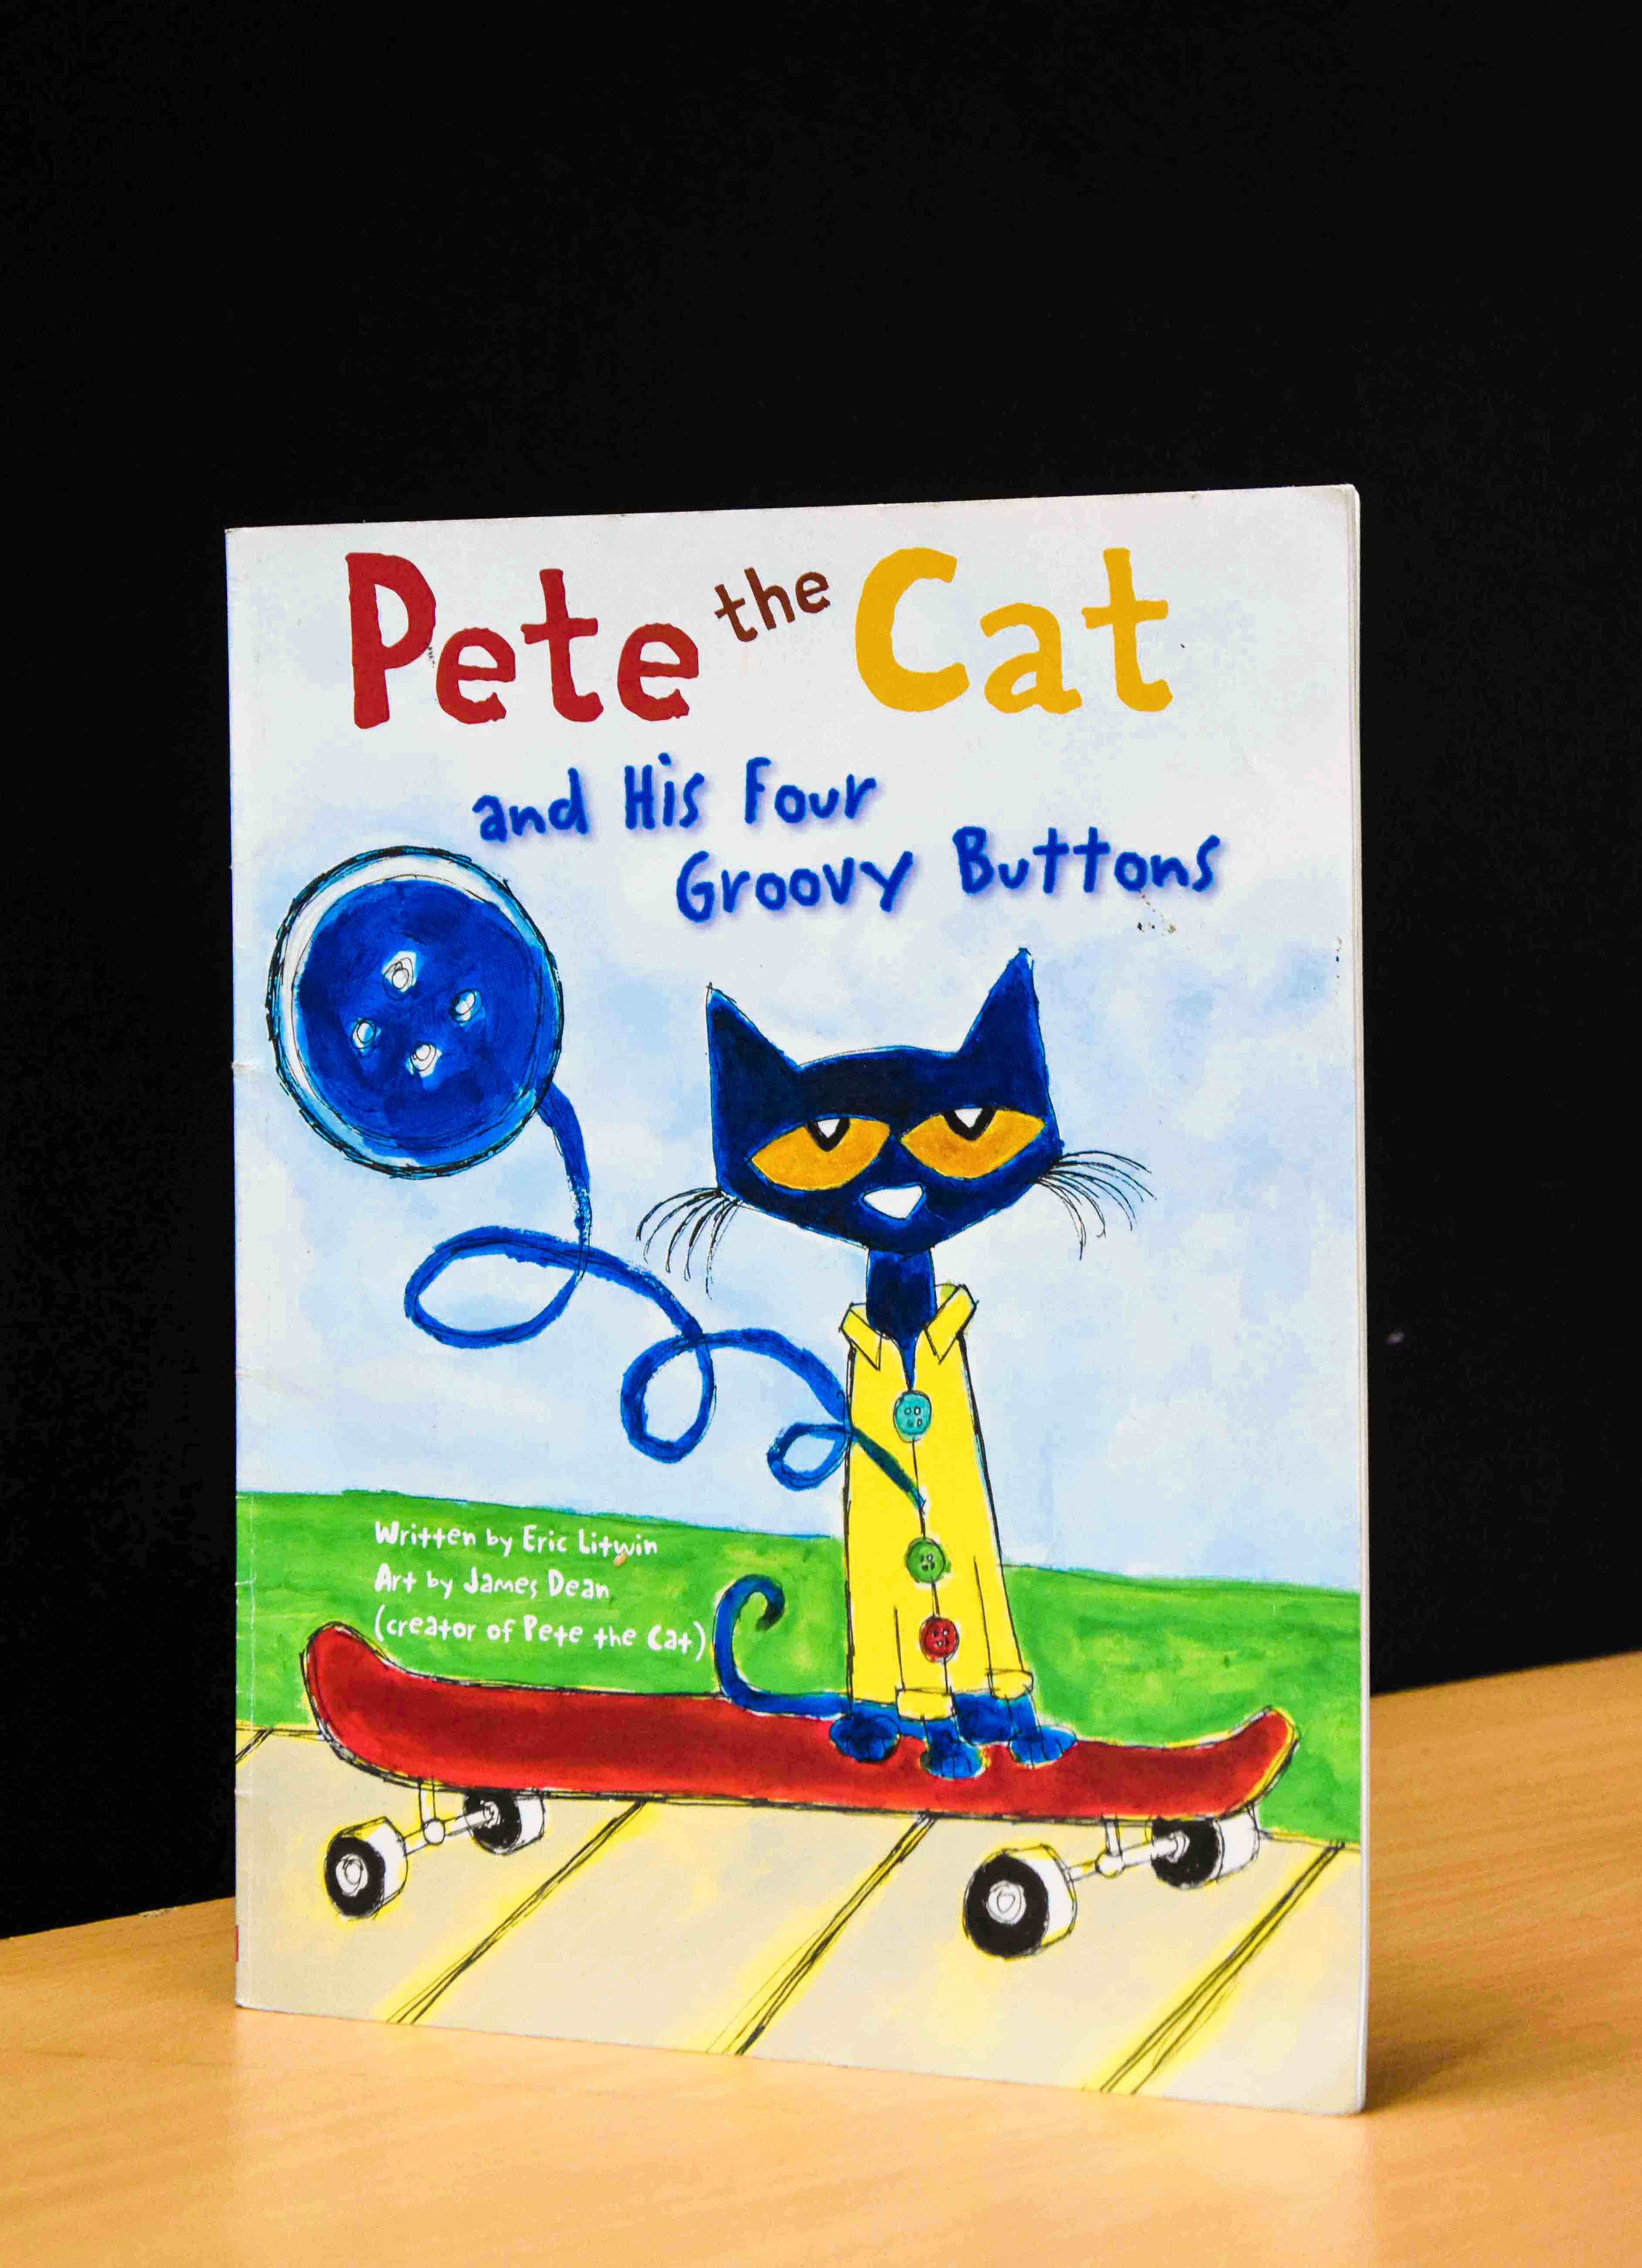 Pete the Cat
and His Four
Groovy Buttons
Written by Eric Litwin
Art by James Dean
(creator of Pete the Cat)